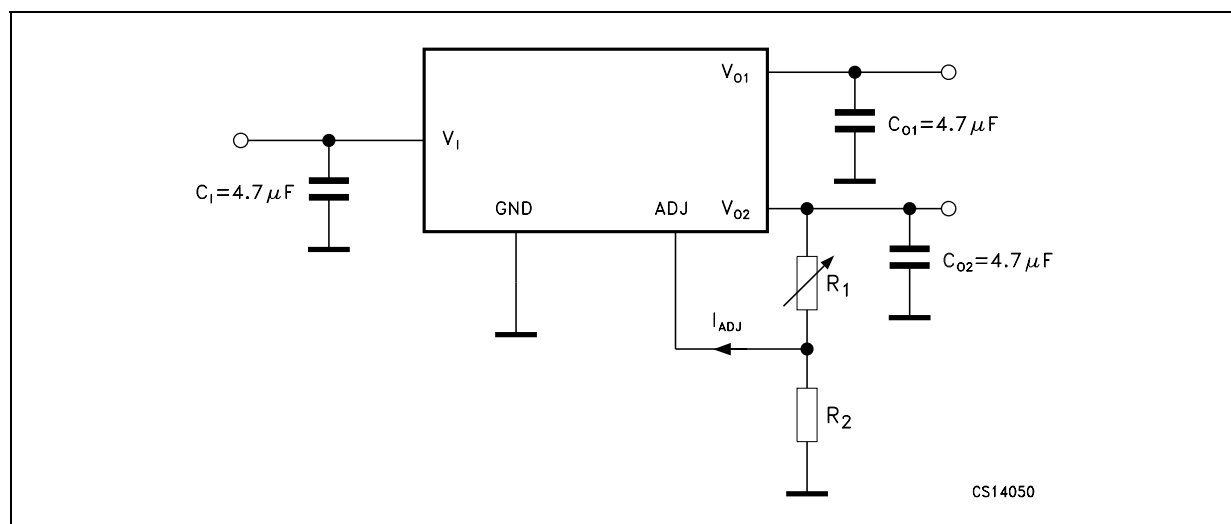 V_O1
C_O1=4.7μF
V_I
C_I=4.7μF
GND
ADJ
V_O2
C_O2=4.7μF
R_1
I_ADJ
R_2
CS14050